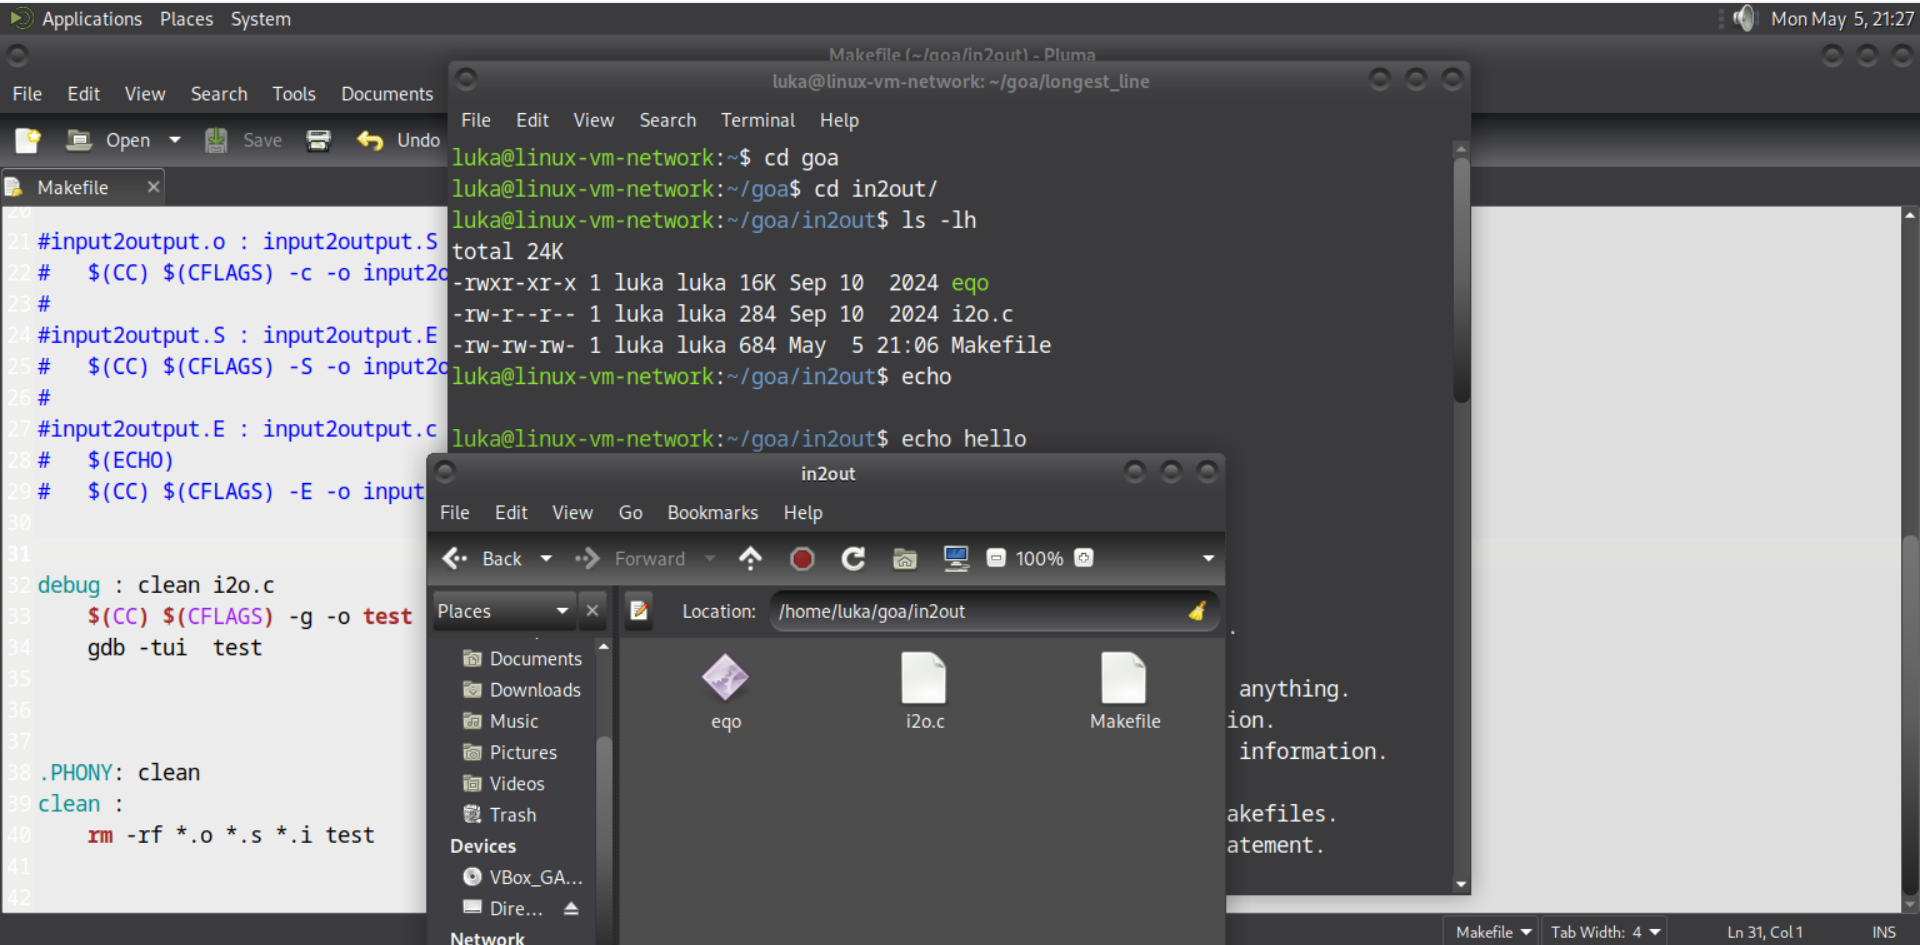 Applications Places System
Mon May 5, 21:27
Makefile (~/goa/in2out) - Pluma
File Edit View Search Tools Documents
Open Save Undo
Makefile
20
21 #input2output.o : input2output.S
22 # $(CC) $(CFLAGS) -c -o input2o
23 #
24 #input2output.S : input2output.E
25 # $(CC) $(CFLAGS) -S -o input2o
26 #
27 #input2output.E : input2output.c
28 # $(ECHO)
29 # $(CC) $(CFLAGS) -E -o input
30
31
32 debug : clean i2o.c
33 $(CC) $(CFLAGS) -g -o test
34 gdb -tui test
35
36
37
38 .PHONY: clean
39 clean :
40 rm -rf *.o *.s *.i test
41
42
luka@linux-vm-network: ~/goa/longest_line
File Edit View Search Terminal Help
luka@linux-vm-network:~$ cd goa
luka@linux-vm-network:~/goa$ cd in2out/
luka@linux-vm-network:~/goa/in2out$ ls -lh
total 24K
-rwxr-xr-x 1 luka luka 16K Sep 10 2024 eqo
-rw-r--r-- 1 luka luka 284 Sep 10 2024 i2o.c
-rw-rw-rw- 1 luka luka 684 May 5 21:06 Makefile
luka@linux-vm-network:~/goa/in2out$ echo
luka@linux-vm-network:~/goa/in2out$ echo hello
.
anything.
ion.
information.
akefiles.
atement.
in2out
File Edit View Go Bookmarks Help
Back Forward 100%
Places
Location: /home/luka/goa/in2out
Documents
Downloads
Music
Pictures
Videos
Trash
Devices
VBox_GA...
Dire...
Network
eqo
i2o.c
Makefile
Makefile Tab Width: 4 Ln 31, Col 1 INS